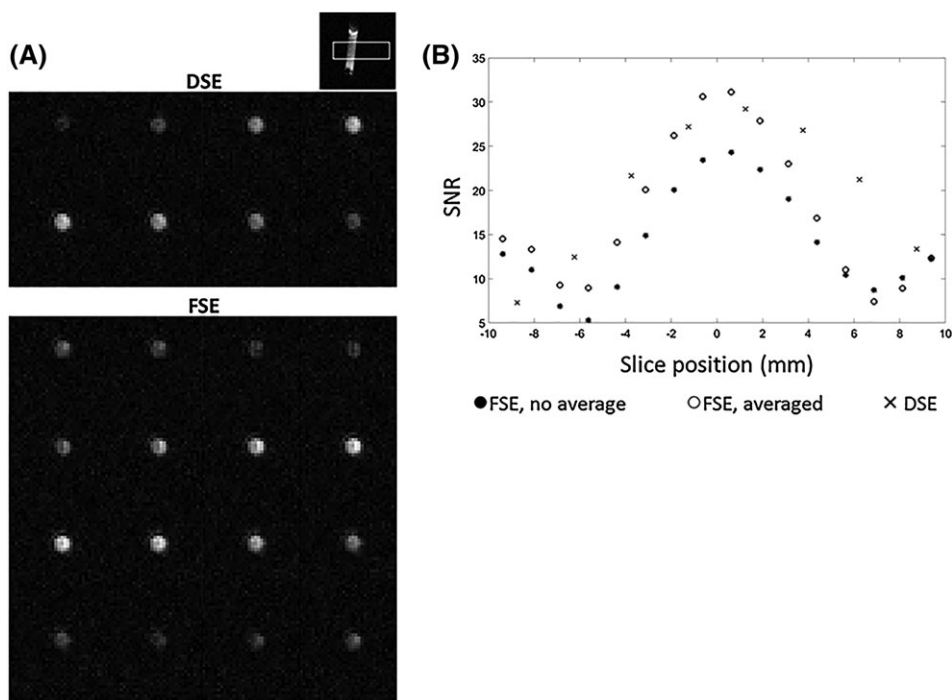 (A)
DSE
FSE
(B)
35
30
25
20
15
10
5
SNR
-10 -8 -6 -4 -2 0 2 4 6 8 10
Slice position (mm)
FSE, no average FSE, averaged DSE